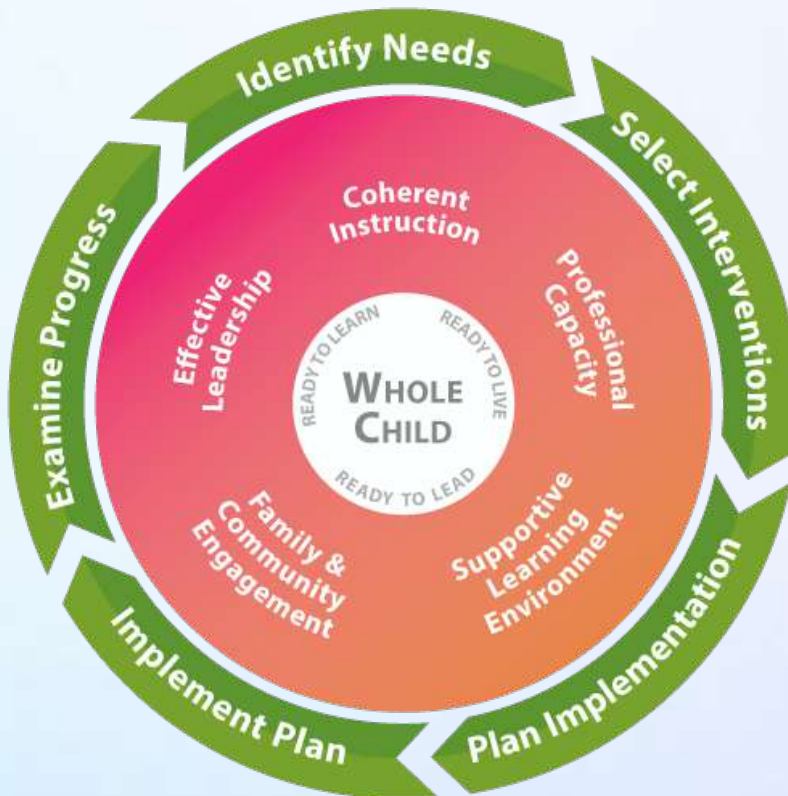 Identify Needs
Select Interventions
Plan Implementation
Implement Plan
Examine Progress
Coherent
Instruction
Professional
Capacity
Supportive
Learning
Environment
Family &
Community
Engagement
Effective
Leadership
READY TO LEARN
READY TO LIVE
READY TO LEAD
WHOLE
CHILD